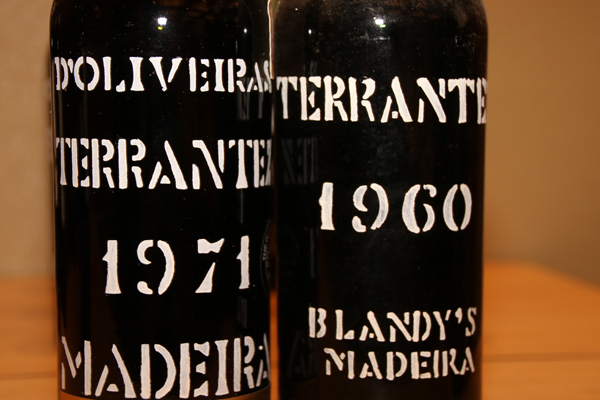 D'OLIVEIRAS
TERRANTEZ
1971
MADEIRA
TERRANTEZ
1960
BLANDY'S
MADEIRA